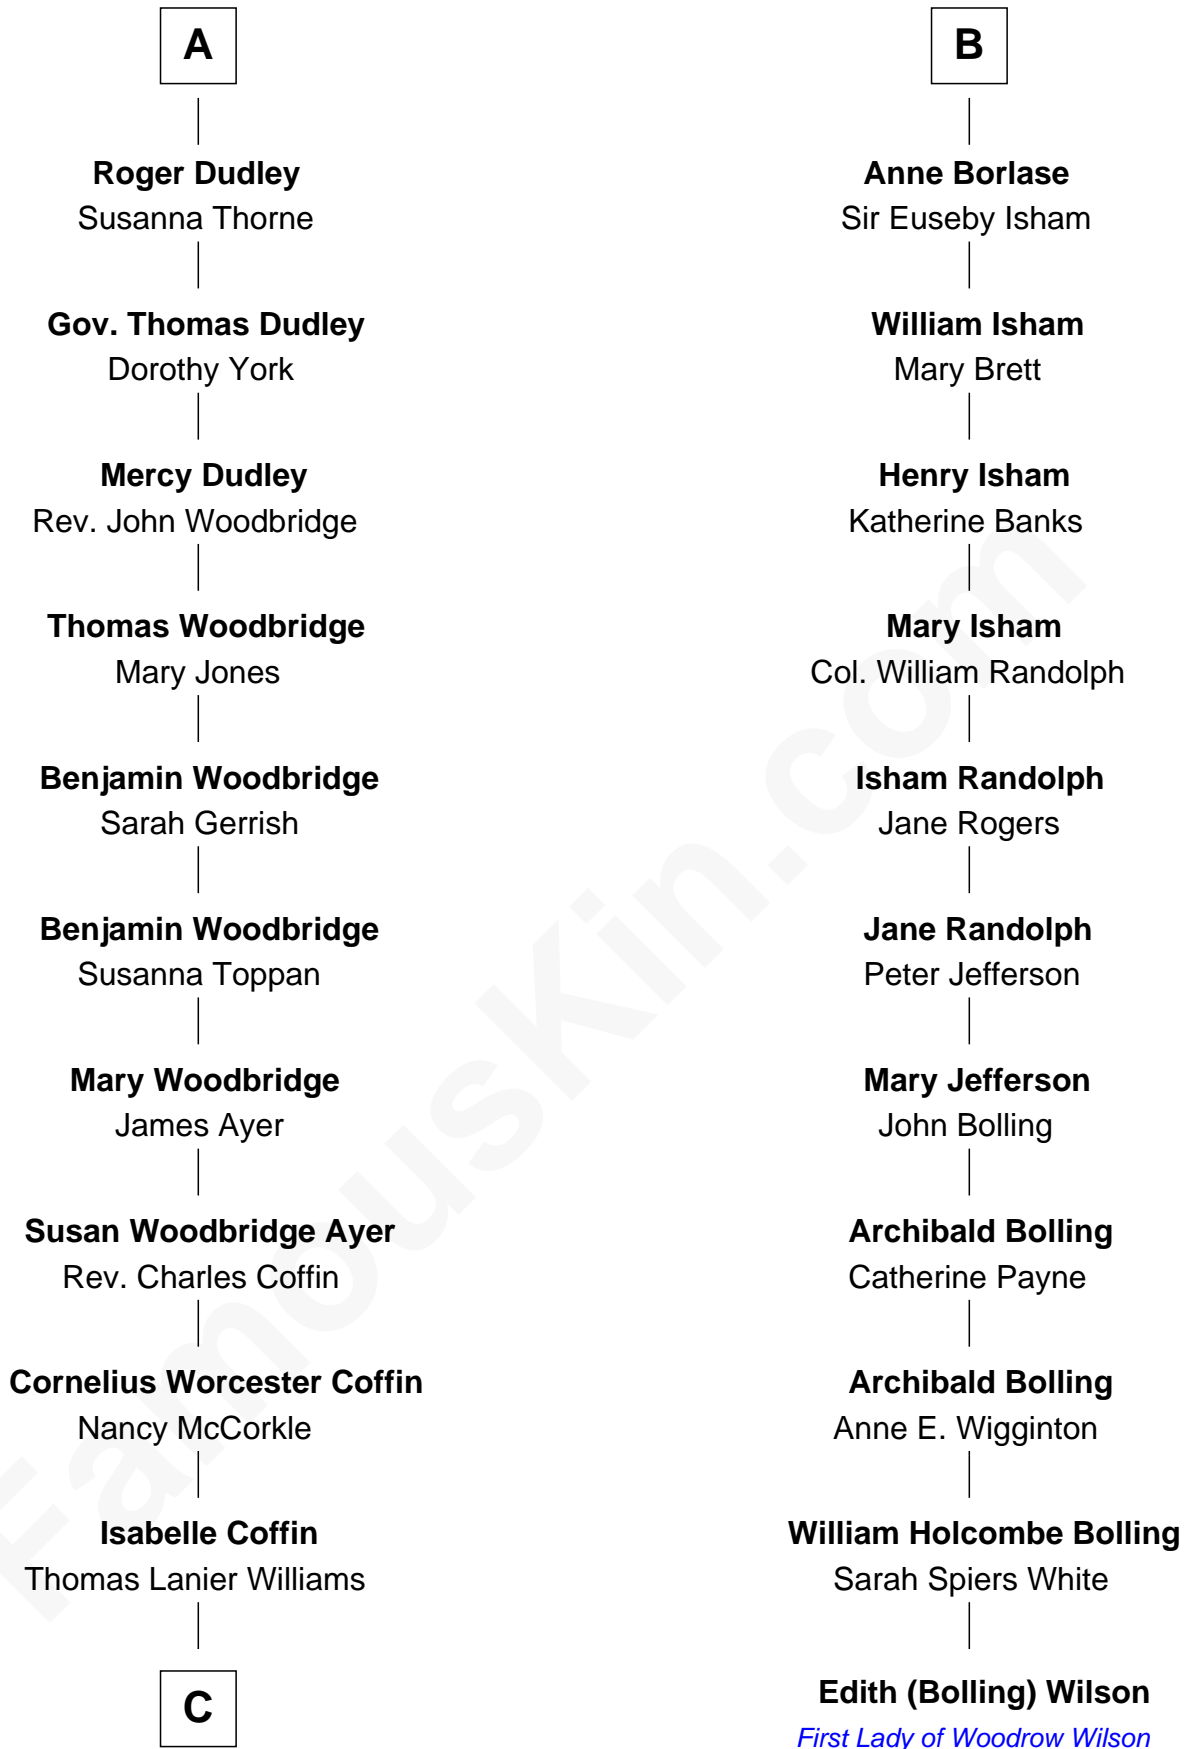 A
Roger Dudley
Susanna Thorne
Gov. Thomas Dudley
Dorothy York
Mercy Dudley
Rev. John Woodbridge
Thomas Woodbridge
Mary Jones
Benjamin Woodbridge
Sarah Gerrish
Benjamin Woodbridge
Susanna Toppan
Mary Woodbridge
James Ayer
Susan Woodbridge Ayer
Rev. Charles Coffin
Cornelius Worcester Coffin
Nancy McCorkle
Isabelle Coffin
Thomas Lanier Williams
C
B
Anne Borlase
Sir Euseby Isham
William Isham
Mary Brett
Henry Isham
Katherine Banks
Mary Isham
Col. William Randolph
Isham Randolph
Jane Rogers
Jane Randolph
Peter Jefferson
Mary Jefferson
John Bolling
Archibald Bolling
Catherine Payne
Archibald Bolling
Anne E. Wigginton
William Holcombe Bolling
Sarah Spiers White
Edith (Bolling) Wilson
First Lady of Woodrow Wilson
FamousKin.com